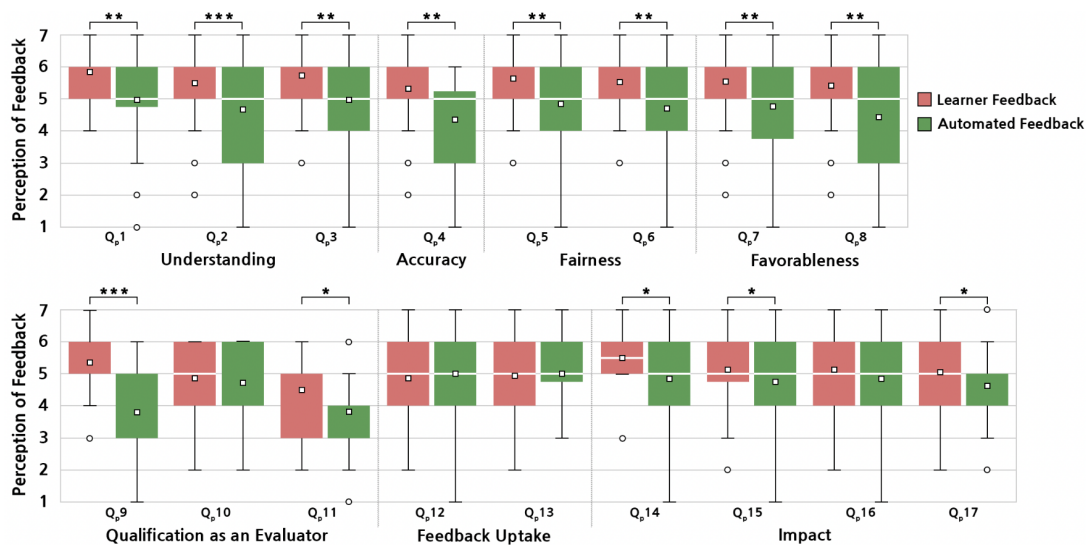 ** *** ** ** ** ** ** **
7
6
5
4
3
2
1
Perception of Feedback
Learner Feedback
Automated Feedback
Qp1 Qp2 Qp3 Qp4 Qp5 Qp6 Qp7 Qp8
Understanding Accuracy Fairness Favorableness
*** * * * *
7
6
5
4
3
2
1
Perception of Feedback
Qp9 Qp10 Qp11 Qp12 Qp13 Qp14 Qp15 Qp16 Qp17
Qualification as an Evaluator Feedback Uptake Impact